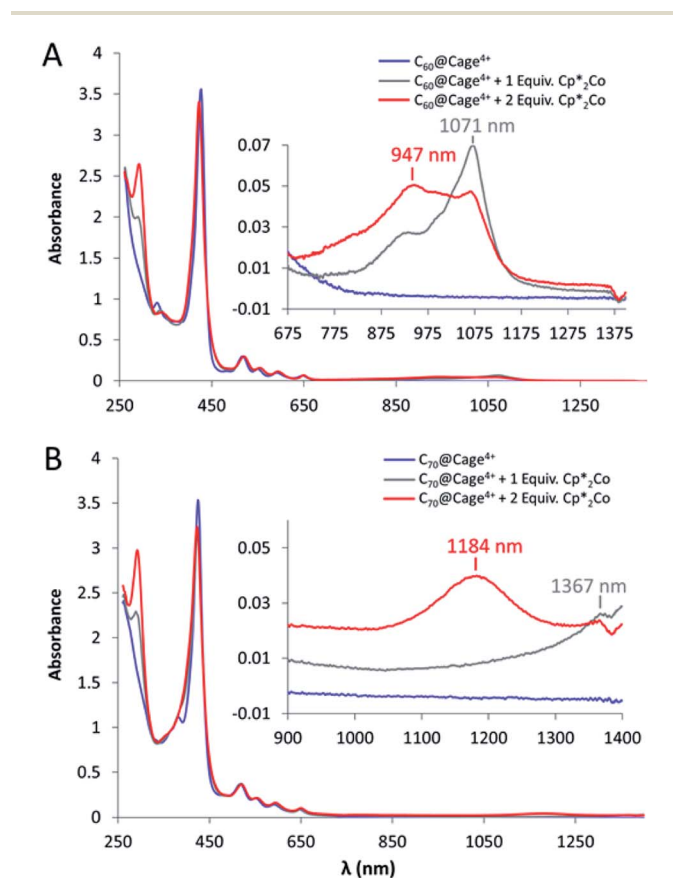 A
C₆₀@Cage⁴⁺
C₆₀@Cage⁴⁺ + 1 Equiv. Cp*₂Co
C₆₀@Cage⁴⁺ + 2 Equiv. Cp*₂Co
4
3.5
3
2.5
2
1.5
1
0.5
0
Absorbance
250 450 650 850 1050 1250
0.07
0.05
0.03
0.01
-0.01
1071 nm
947 nm
675 775 875 975 1075 1175 1275 1375
B
C₇₀@Cage⁴⁺
C₇₀@Cage⁴⁺ + 1 Equiv. Cp*₂Co
C₇₀@Cage⁴⁺ + 2 Equiv. Cp*₂Co
4
3.5
3
2.5
2
1.5
1
0.5
0
Absorbance
250 450 650 850 1050 1250
λ (nm)
0.05
0.03
0.01
-0.01
1184 nm
1367 nm
900 1000 1100 1200 1300 1400